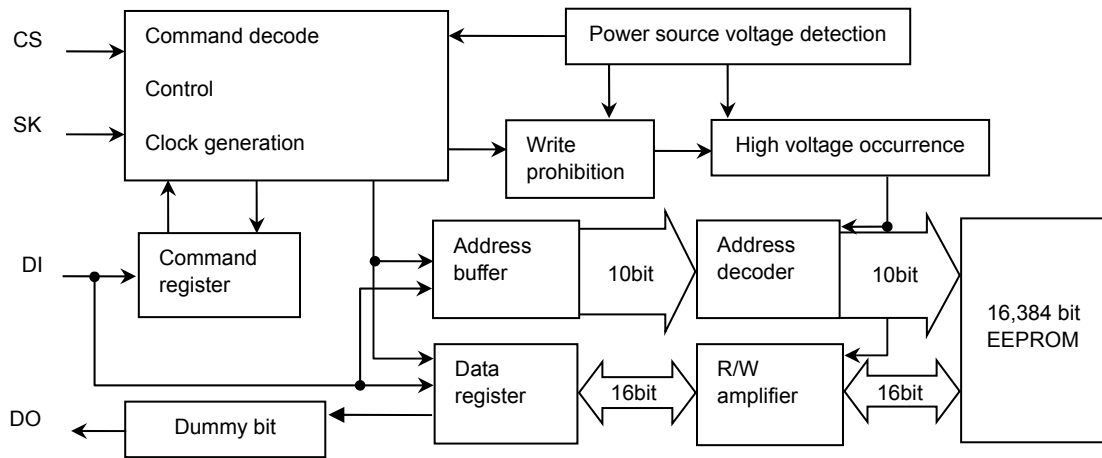 CS
Command decode
Control
Clock generation
Power source voltage detection
SK
Write
prohibition
High voltage occurrence
DI
Command
register
Address
buffer
10bit
Address
decoder
10bit
16,384 bit
EEPROM
Data
register
16bit
R/W
amplifier
16bit
DO
Dummy bit